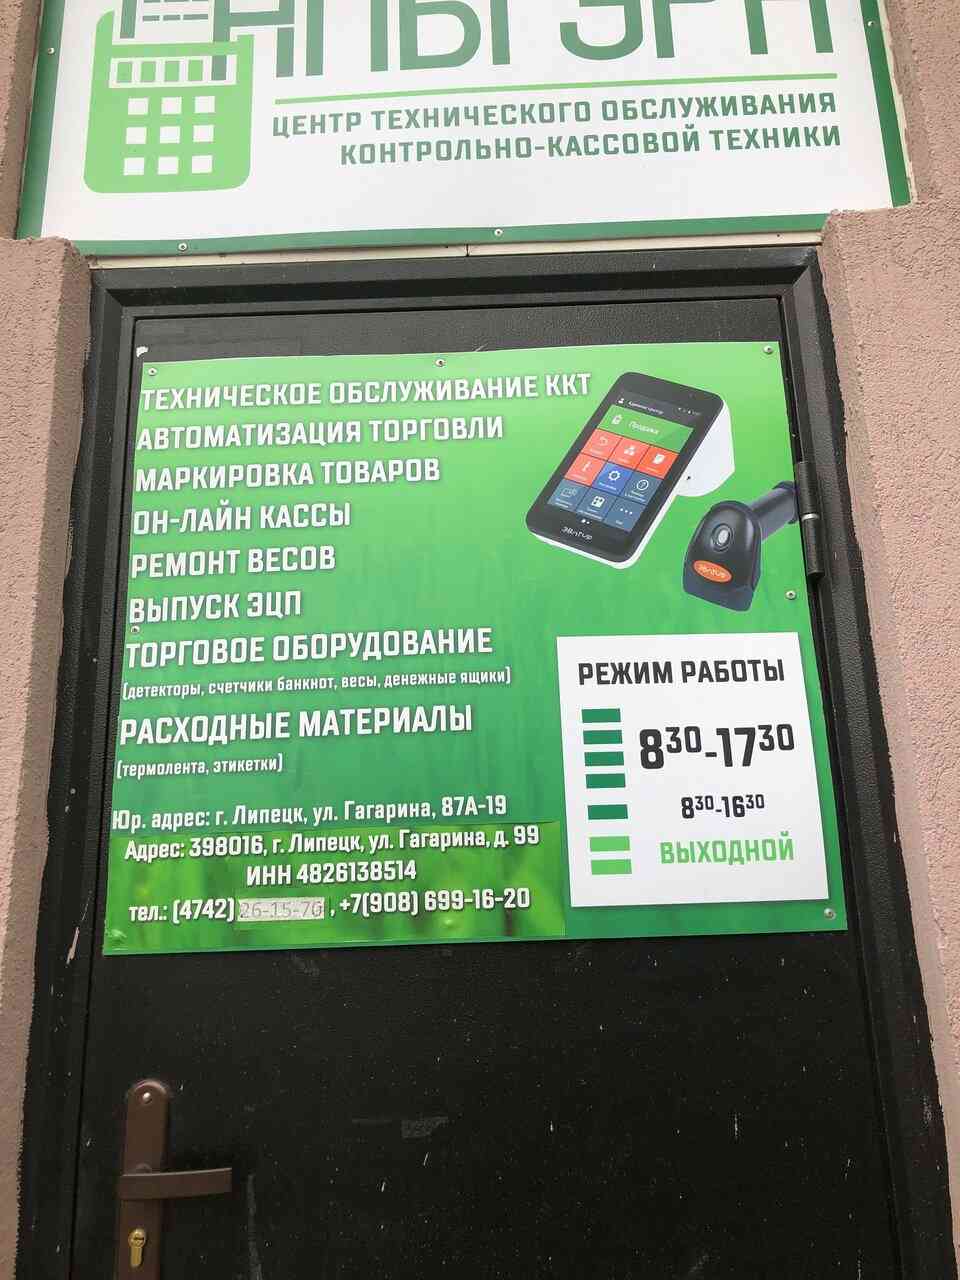 ЦЕНТР ТЕХНИЧЕСКОГО ОБСЛУЖИВАНИЯ
КОНТРОЛЬНО-КАССОВОЙ ТЕХНИКИ
ТЕХНИЧЕСКОЕ ОБСЛУЖИВАНИЕ ККТ
АВТОМАТИЗАЦИЯ ТОРГОВЛИ
МАРКИРОВКА ТОВАРОВ
ОН-ЛАЙН КАССЫ
РЕМОНТ ВЕСОВ
ВЫПУСК ЭЦП
ТОРГОВОЕ ОБОРУДОВАНИЕ
(детекторы, счетчики банкнот, весы, денежные ящики)
РАСХОДНЫЕ МАТЕРИАЛЫ
(термолента, этикетки)
Юр. адрес: г. Липецк, ул. Гагарина, 87А-19
Адрес: 398016, г. Липецк, ул. Гагарина, д. 99
ИНН 4826138514
тел.: (4742) 26-15-70, +7(908) 699-16-20
Продажа
ЭВОТОР
ЭВОТОР
РЕЖИМ РАБОТЫ
8³⁰-17³⁰
8³⁰-16³⁰
ВЫХОДНОЙ